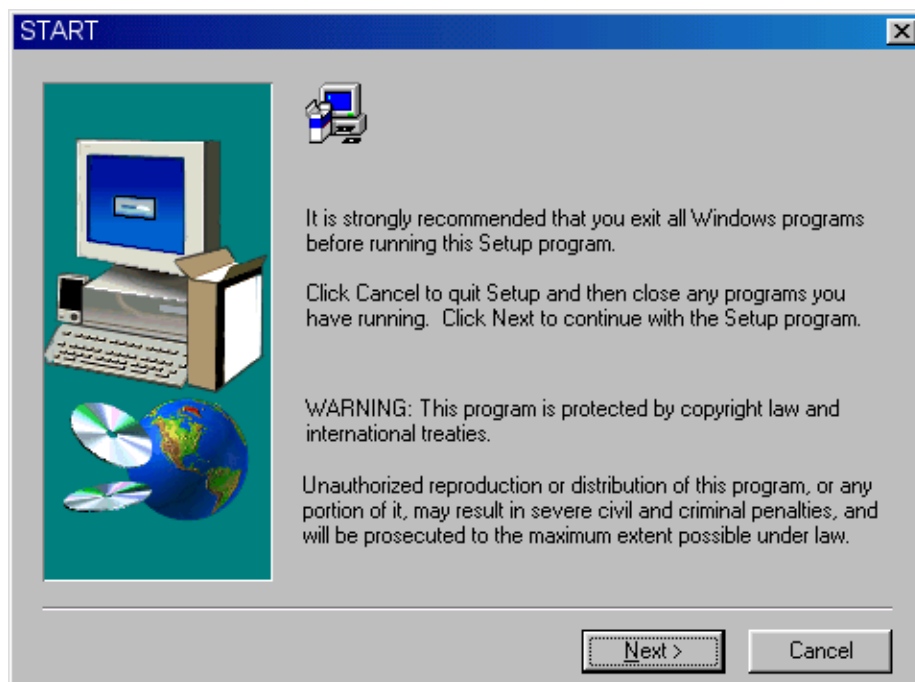 START
It is strongly recommended that you exit all Windows programs
before running this Setup program.
Click Cancel to quit Setup and then close any programs you
have running.  Click Next to continue with the Setup program.
WARNING: This program is protected by copyright law and
international treaties.
Unauthorized reproduction or distribution of this program, or any
portion of it, may result in severe civil and criminal penalties, and
will be prosecuted to the maximum extent possible under law.
Next >
Cancel